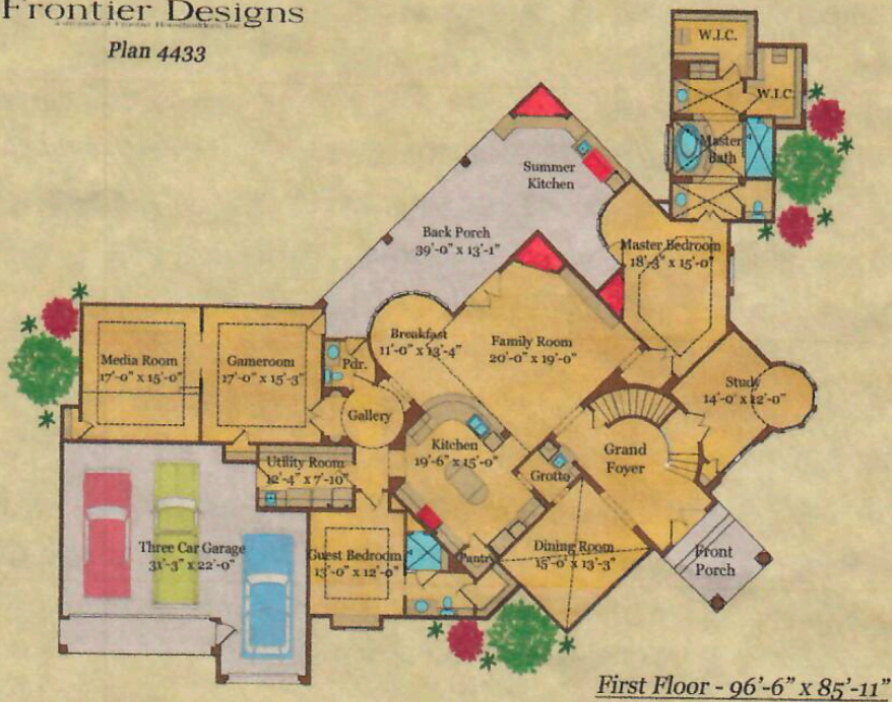 Frontier Designs
Plan 4433
W.I.C.
W.I.C.
Master
Bath
Summer
Kitchen
Back Porch
39'-0" x 13'-1"
Master Bedroom
18'-3" x 15'-0"
Breakfast
11'-0" x 13'-4"
Family Room
20'-0" x 19'-0"
Media Room
17'-0" x 15'-0"
Gameroom
17'-0" x 15'-3"
Pdr.
Study
14'-0" x 12'-0"
Gallery
Kitchen
19'-6" x 15'-0"
Grand
Foyer
Utility Room
12'-4" x 7'-10"
Grotto
Three Car Garage
31'-3" x 22'-0"
Guest Bedroom
13'-0" x 12'-0"
Pantry
Dining Room
15'-0" x 13'-3"
Front
Porch
First Floor - 96'-6" x 85'-11"